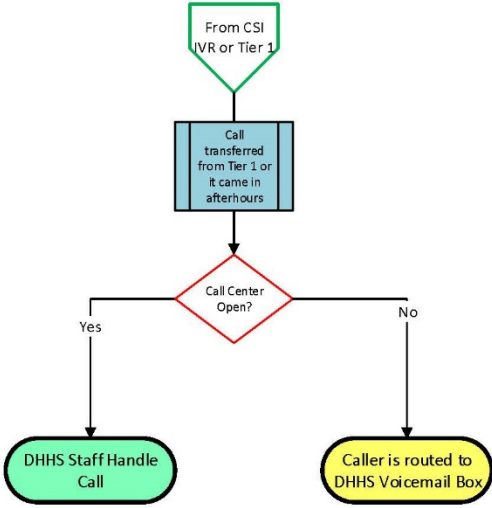 From CSI
IVR or Tier 1
Call
transferred
from Tier 1 or
it came in
afterhours
Call Center
Open?
Yes
No
DHHS Staff Handle
Call
Caller is routed to
DHHS Voicemail Box